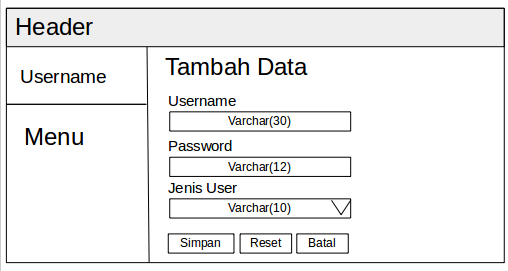 Header
Username
Menu
Tambah Data
Username
Varchar(30)
Password
Varchar(12)
Jenis User
Varchar(10)
Simpan Reset Batal